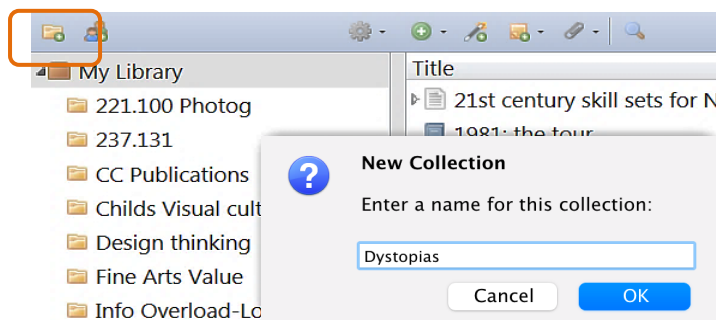 My Library
221.100 Photog
237.131
CC Publications
Childs Visual cult
Design thinking
Fine Arts Value
Info Overload-Lo
Title
21st century skill sets for N
1981: the tour
New Collection
Enter a name for this collection:
Dystopias
Cancel
OK